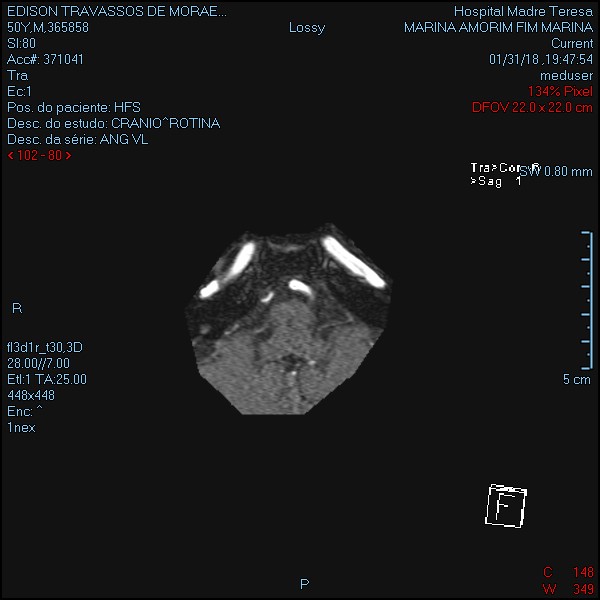 EDISON TRAVASSOS DE MORAE...
50Y,M,365858
SI:80
Acc#: 371041
Tra
Ec:1
Pos. do paciente: HFS
Desc. do estudo: CRANIO^ROTINA
Desc. da série: ANG VL
< 102 - 80 >
Lossy
Hospital Madre Teresa
MARINA AMORIM FIM MARINA
Current
01/31/18 ,19:47:54
meduser
134% Pixel
DFOV 22.0 x 22.0 cm
Tra>Cor
>Sag 1
SW 0.80 mm
R
fl3d1r_t30,3D
28.00//7.00
Etl:1 TA:25.00
448x448
Enc: ^
1nex
5 cm
F
P
C 148
W 349